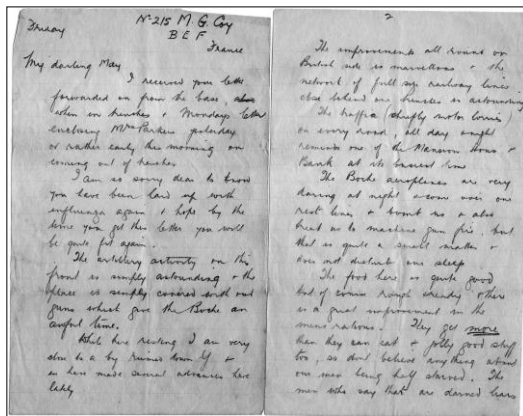 Friday
No 215 M. G. Coy
B E F
France
My darling May
I received your letter
forwarded on from the base,
when in trenches & Mondays letter
enclosing Mrs Parkers yesterday
or rather early this morning on
coming out of trenches
I am so sorry dear to know
you have been laid up with
influenza again & hope by the
time you get this letter you will
be quite fit again.
The artillery activity on this
front is simply astounding & the
place is simply covered with our
guns which give the Boche an
awful time.
While here resting I am very
close to a big ruined town Y &
we have made several advances here
lately
2
The improvements all round on
British side is marvellous & the
network of full size railway lines
close behind our trenches is astounding
The traffic (chiefly motor lorries)
on every road, all day & night
reminds one of the Mansion House &
Bank at its busiest time
The Boche aeroplanes are very
daring at night & come over our
rest lines & bomb us & also
treat us to machine gun fire, but
that is quite a small matter &
does not disturb our sleep
The food here is quite good
but of course rough & ready & there
is a great improvement in the
mens rations. They get more
than they can eat & jolly good stuff
too, so dont believe anything about
our men being half starved. The
men who say that are darned liars